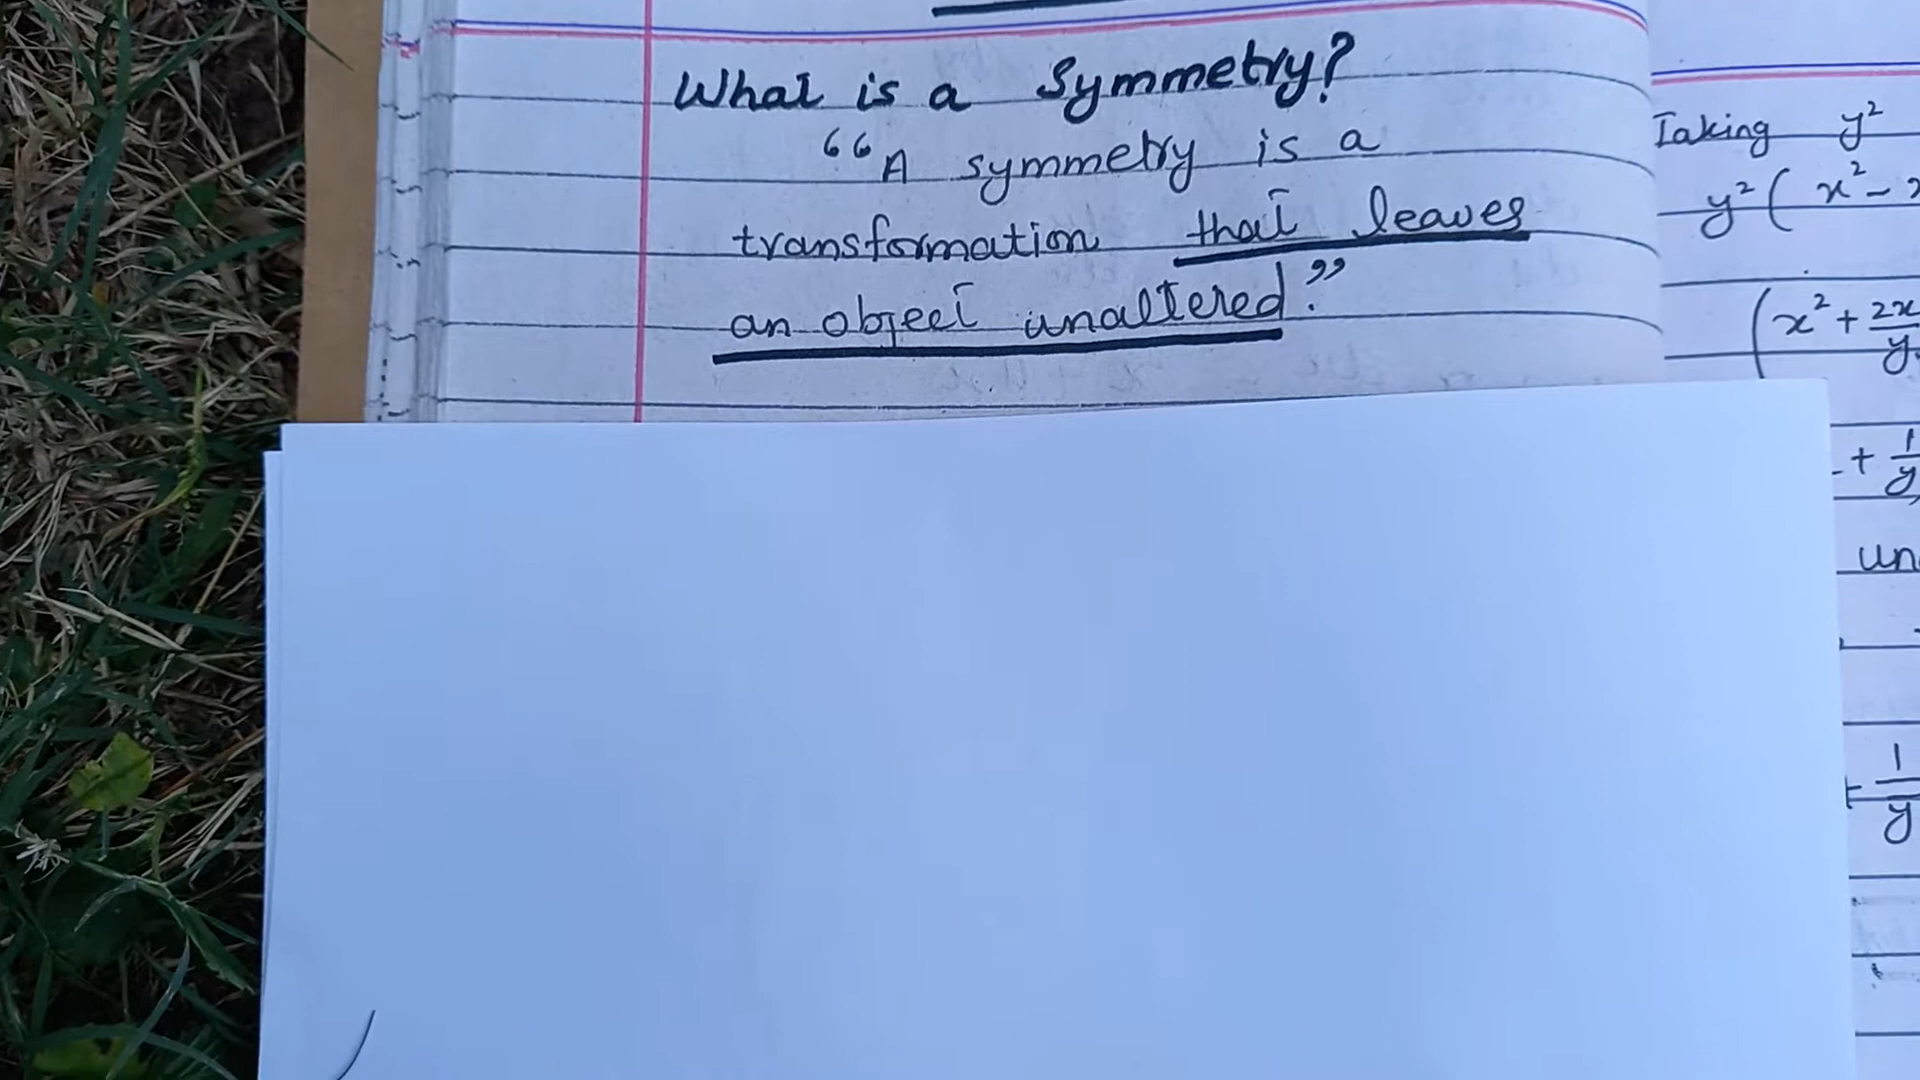 What is a Symmetry?
“A symmetry is a
transformation that leaves
an object unaltered.”
Taking y²
y² ( x² -
( x² + 2x
y
+ 1
y
+ 1
y